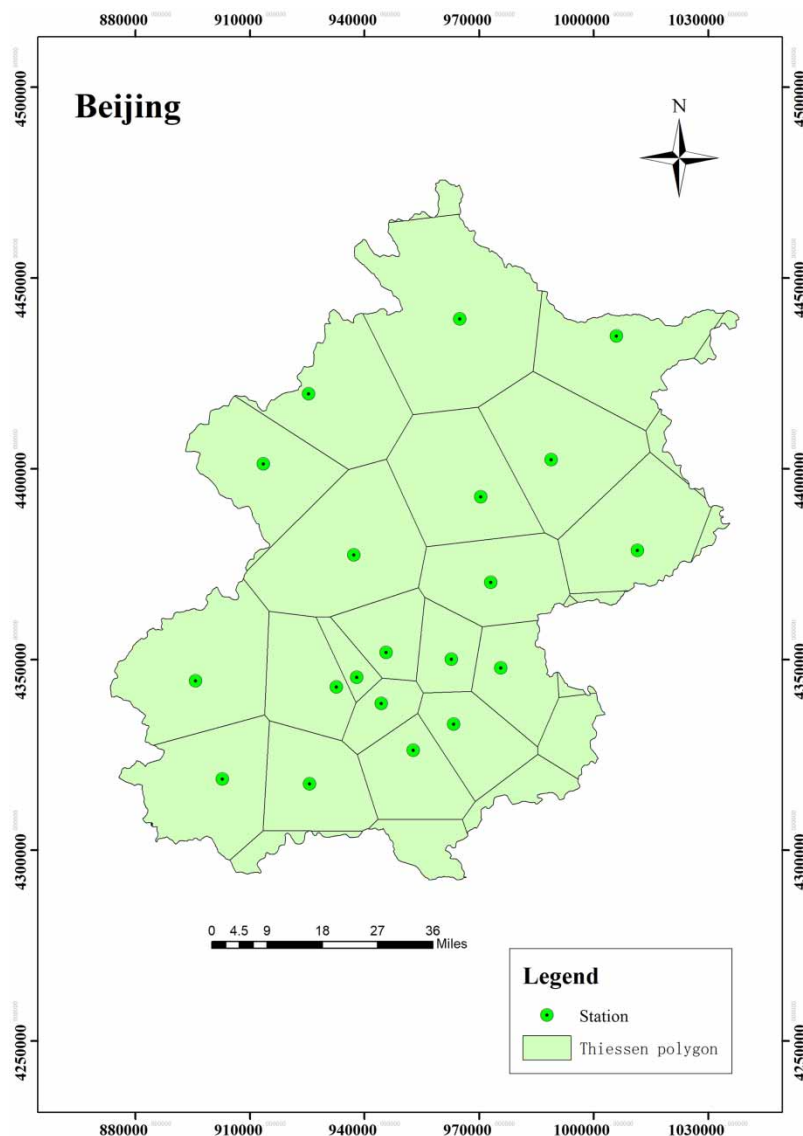 880000 910000 940000 970000 1000000 1030000
4500000 4500000
Beijing
N
4450000 4450000
4400000 4400000
4350000 4350000
4300000 4300000
0 4.5 9 18 27 36
Miles
Legend
Station
Thiessen polygon
4250000 4250000
880000 910000 940000 970000 1000000 1030000